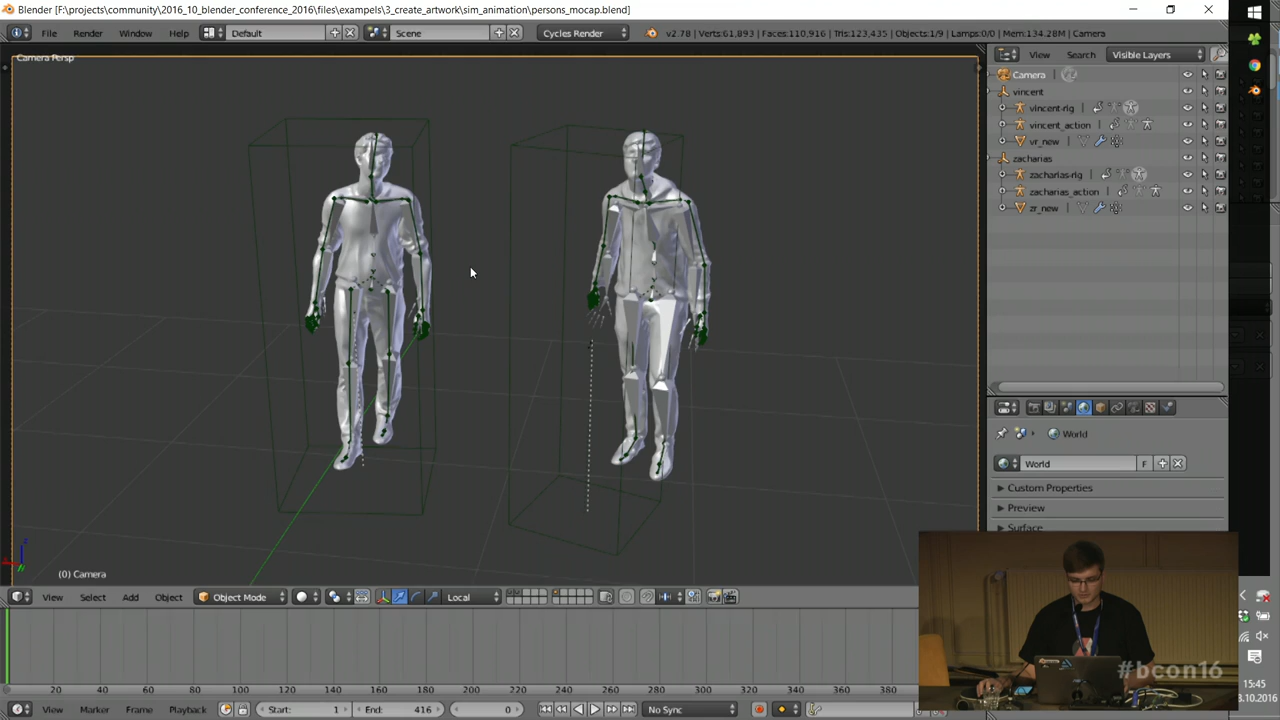 Blender [F:\projects\community\2016_10_blender_conference_2016\files\exampels\3_create_artwork\sim_animation\persons_mocap.blend]
File Render Window Help Default Scene Cycles Render v2.78 | Verts:61,893 | Faces:110,916 | Tris:123,435 | Objects:1/9 | Lamps:0/0 | Mem:134.28M | Camera
Camera Persp
View Search Visible Layers
Camera
vincent
vincent-rig
vincent_action
vr_new
zacharias
zacharias-rig
zacharias_action
zr_new
World
World F
Custom Properties
Preview
Surface
(0) Camera
View Select Add Object Object Mode Local
20 40 60 80 100 120 140 160 180 200 220 240 260 280 300 320 340 360 380
View Marker Frame Playback Start: 1 End: 416 0 No Sync
#bcon16
15:45